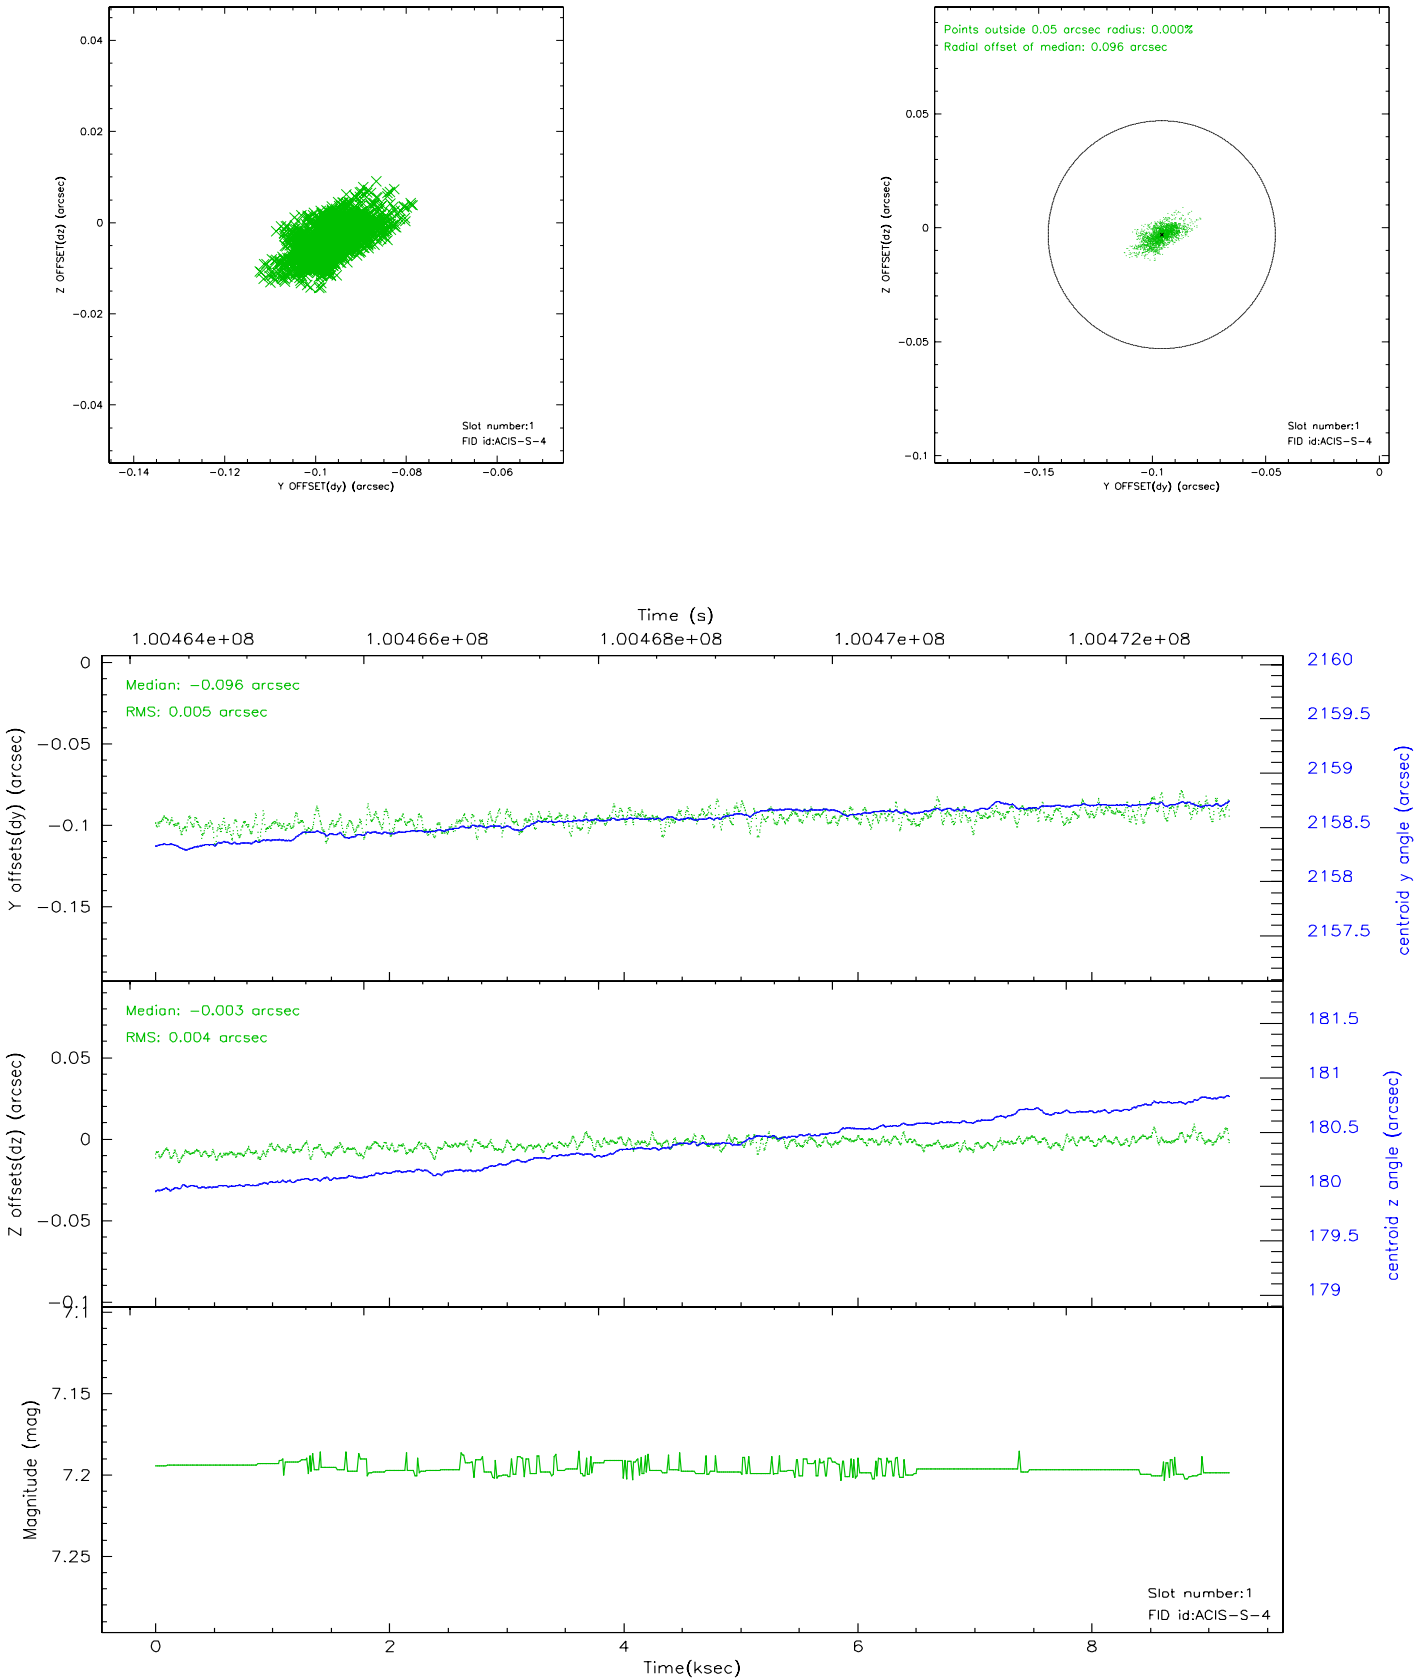 0.04
0.02
0
-0.02
-0.04
Z OFFSET(dz) (arcsec)
Slot number:1
FID id:ACIS-S-4
-0.14 -0.12 -0.1 -0.08 -0.06
Y OFFSET(dy) (arcsec)
Points outside 0.05 arcsec radius: 0.000%
Radial offset of median: 0.096 arcsec
0.05
0
-0.05
-0.1
Z OFFSET(dz) (arcsec)
Slot number:1
FID id:ACIS-S-4
-0.15 -0.1 -0.05 0
Y OFFSET(dy) (arcsec)
Time (s)
1.00464e+08 1.00466e+08 1.00468e+08 1.0047e+08 1.00472e+08
Median: -0.096 arcsec
RMS: 0.005 arcsec
0
-0.05
-0.1
-0.15
Y offsets(dy) (arcsec)
2160
2159.5
2159
2158.5
2158
2157.5
centroid y angle (arcsec)
Median: -0.003 arcsec
RMS: 0.004 arcsec
0.05
0
-0.05
-0.1
Z offsets(dz) (arcsec)
181.5
181
180.5
180
179.5
179
centroid z angle (arcsec)
7.1
7.15
7.2
7.25
Magnitude (mag)
Slot number:1
FID id:ACIS-S-4
0 2 4 6 8
Time(ksec)